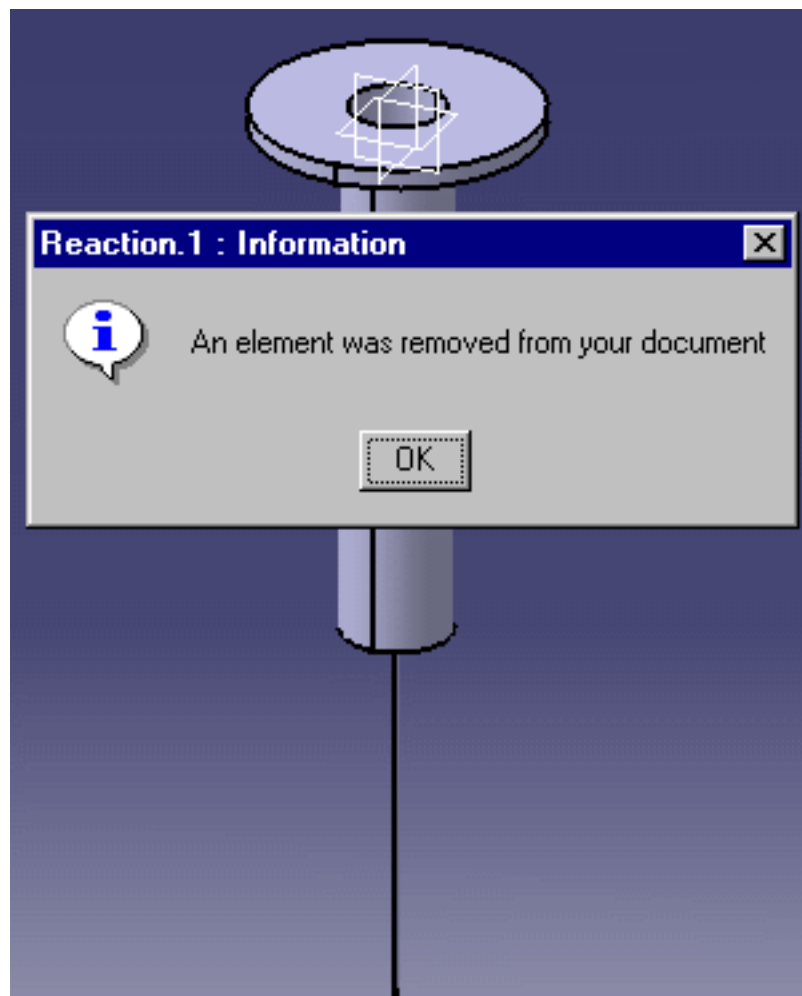 Reaction.1 : Information
An element was removed from your document
OK